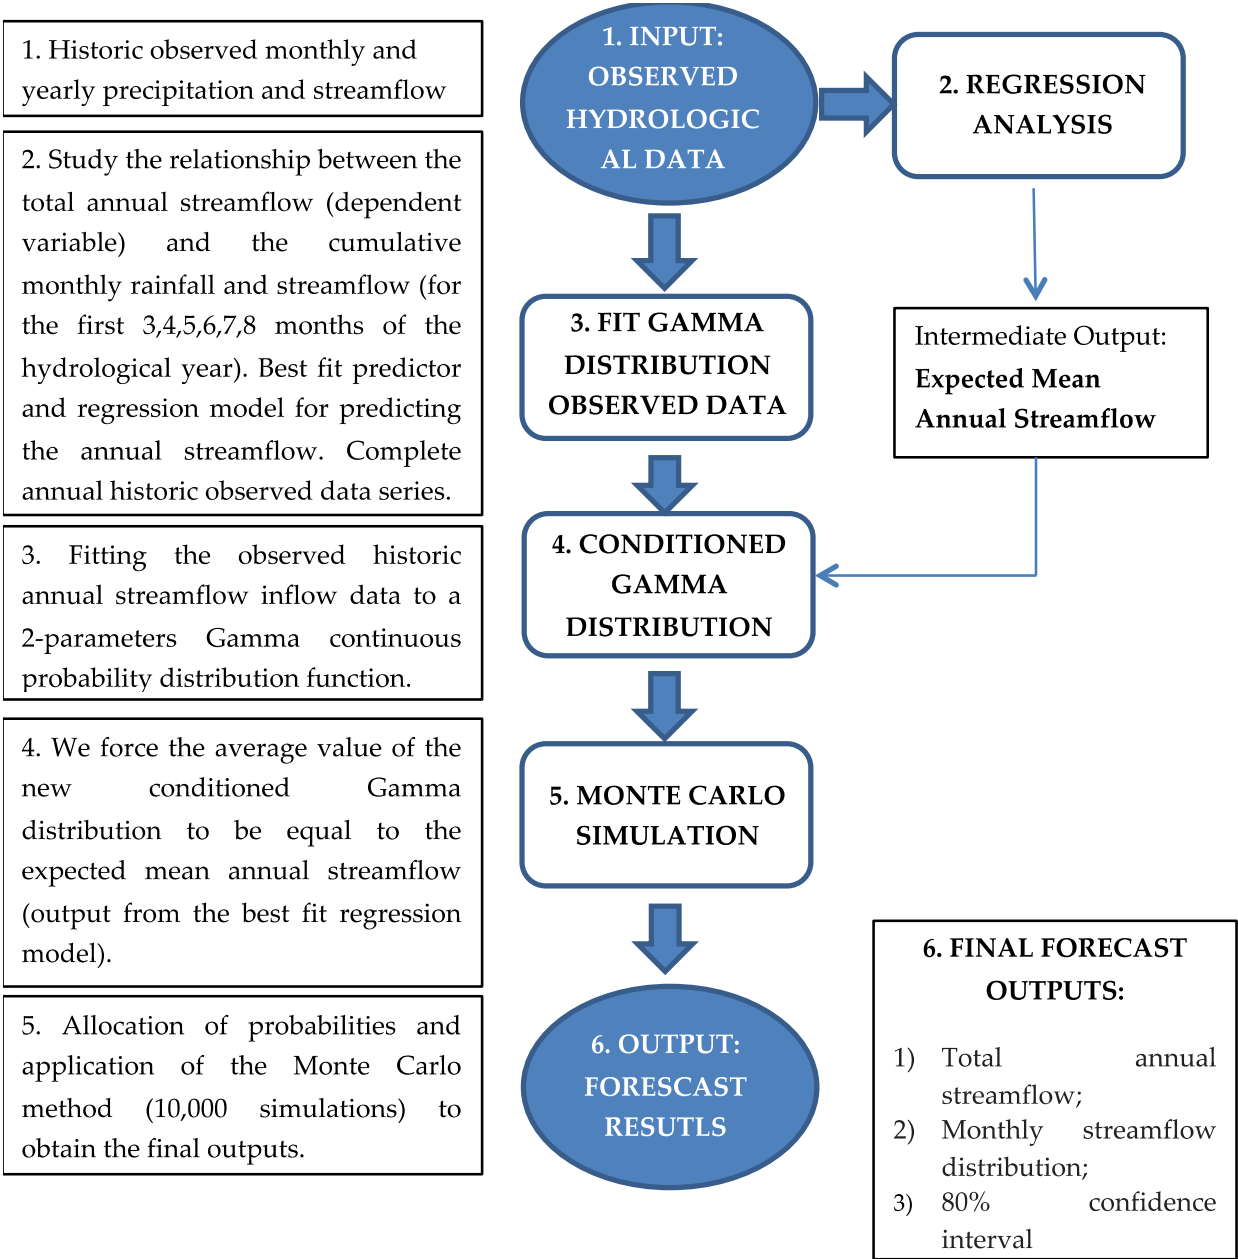 1. Historic observed monthly and
yearly precipitation and streamflow
2. Study the relationship between the
total annual streamflow (dependent
variable) and the cumulative
monthly rainfall and streamflow (for
the first 3,4,5,6,7,8 months of the
hydrological year). Best fit predictor
and regression model for predicting
the annual streamflow. Complete
annual historic observed data series.
3. Fitting the observed historic
annual streamflow inflow data to a
2-parameters Gamma continuous
probability distribution function.
4. We force the average value of the
new conditioned Gamma
distribution to be equal to the
expected mean annual streamflow
(output from the best fit regression
model).
5. Allocation of probabilities and
application of the Monte Carlo
method (10,000 simulations) to
obtain the final outputs.
1. INPUT:
OBSERVED
HYDROLOGIC
AL DATA
2. REGRESSION
ANALYSIS
Intermediate Output:
Expected Mean
Annual Streamflow
3. FIT GAMMA
DISTRIBUTION
OBSERVED DATA
4. CONDITIONED
GAMMA
DISTRIBUTION
5. MONTE CARLO
SIMULATION
6. OUTPUT:
FORESCAST
RESUTLS
6. FINAL FORECAST
OUTPUTS:
1) Total annual
streamflow;
2) Monthly streamflow
distribution;
3) 80% confidence
interval